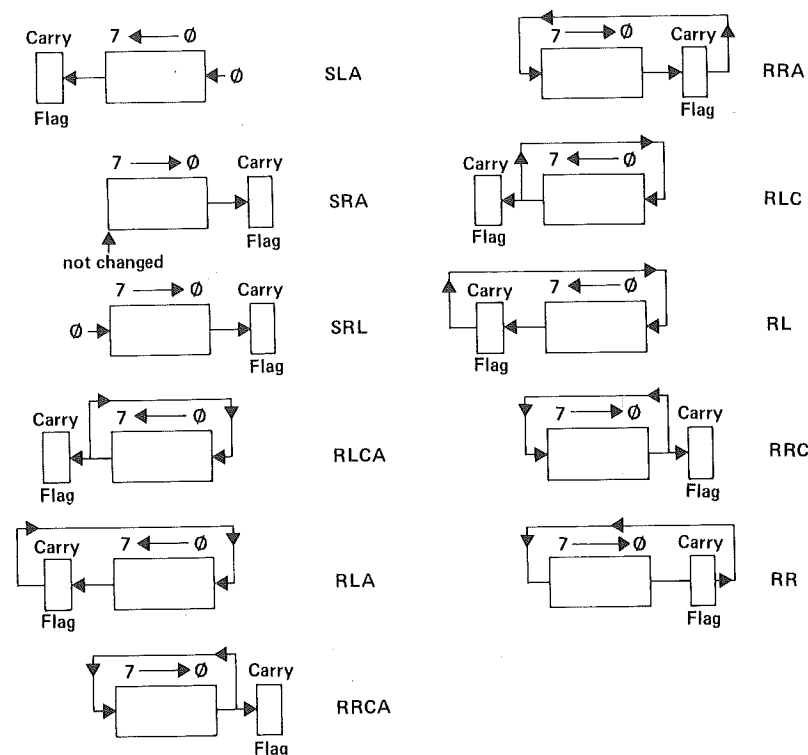 Carry
7 Ø
Ø
Flag
SLA
7 Ø
Carry
Flag
not changed
SRA
7 Ø
Carry
Ø
Flag
SRL
Carry
7 Ø
Flag
RLCA
7 Ø
Carry
Flag
RLA
7 Ø
Carry
Flag
RRCA
7 Ø
Carry
Flag
RRA
Carry
7 Ø
Flag
RLC
Carry
7 Ø
Flag
RL
7 Ø
Carry
Flag
RRC
7 Ø
Carry
Flag
RR